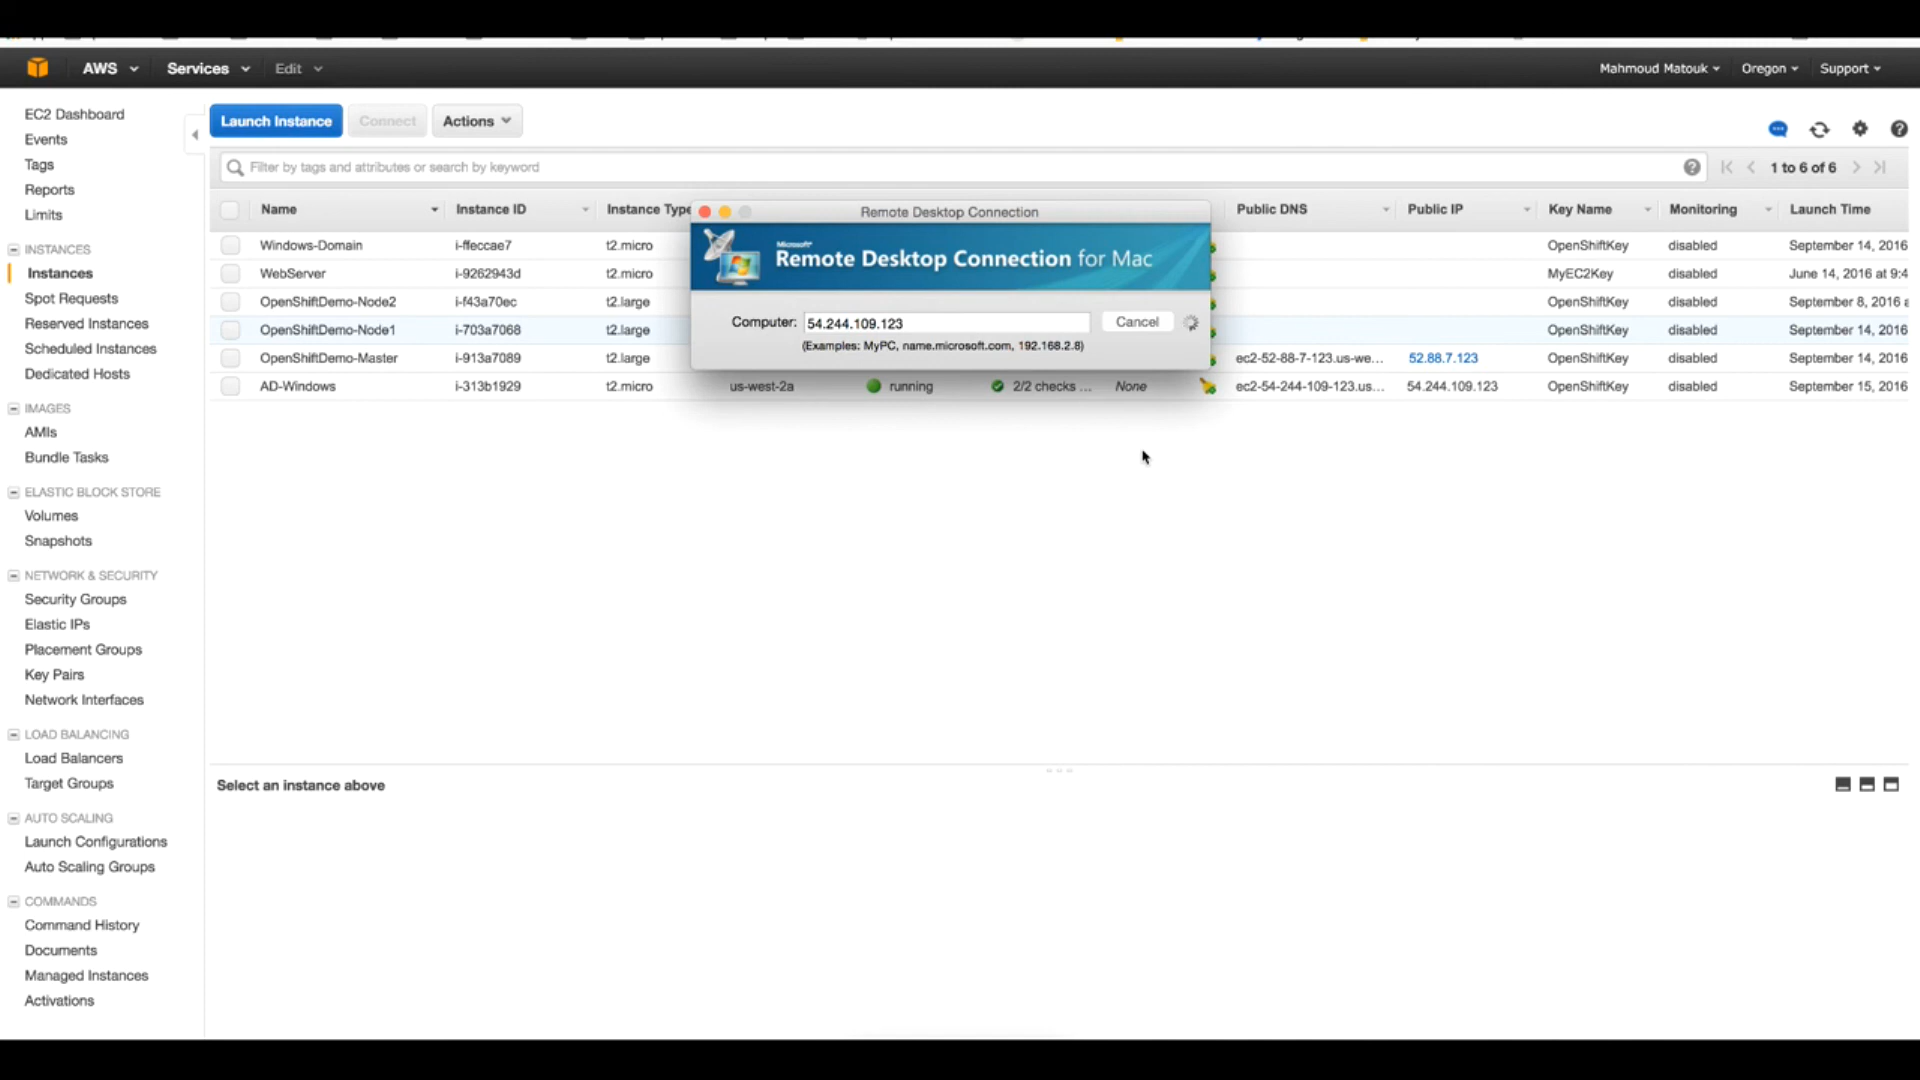 AWS Services Edit Mahmoud Matouk Oregon Support
EC2 Dashboard
Events
Tags
Reports
Limits
INSTANCES
Instances
Spot Requests
Reserved Instances
Scheduled Instances
Dedicated Hosts
IMAGES
AMIs
Bundle Tasks
ELASTIC BLOCK STORE
Volumes
Snapshots
NETWORK & SECURITY
Security Groups
Elastic IPs
Placement Groups
Key Pairs
Network Interfaces
LOAD BALANCING
Load Balancers
Target Groups
AUTO SCALING
Launch Configurations
Auto Scaling Groups
COMMANDS
Command History
Documents
Managed Instances
Activations
Launch Instance Connect Actions
Filter by tags and attributes or search by keyword 1 to 6 of 6
Name Instance ID Instance Type Public DNS Public IP Key Name Monitoring Launch Time
Windows-Domain i-ffeccae7 t2.micro OpenShiftKey disabled September 14, 2016
WebServer i-9262943d t2.micro MyEC2Key disabled June 14, 2016 at 9:4
OpenShiftDemo-Node2 i-f43a70ec t2.large OpenShiftKey disabled September 8, 2016 a
OpenShiftDemo-Node1 i-703a7068 t2.large OpenShiftKey disabled September 14, 2016
OpenShiftDemo-Master i-913a7089 t2.large ec2-52-88-7-123.us-we... 52.88.7.123 OpenShiftKey disabled September 14, 2016
AD-Windows i-313b1929 t2.micro us-west-2a running 2/2 checks ... None ec2-54-244-109-123.us... 54.244.109.123 OpenShiftKey disabled September 15, 2016
Remote Desktop Connection
Microsoft
Remote Desktop Connection for Mac
Computer: 54.244.109.123 Cancel
(Examples: MyPC, name.microsoft.com, 192.168.2.8)
Select an instance above